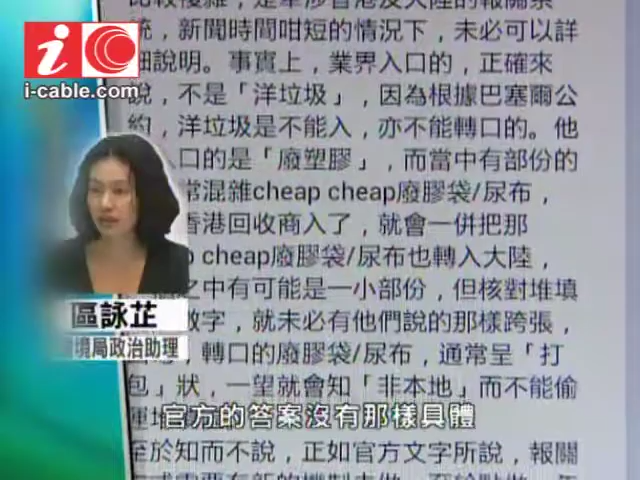 比較複雜，是牽涉香港及大陸的報關系
統，新聞時間咁短的情況下，未必可以詳
細說明。事實上，業界入口的，正確來
說，不是「洋垃圾」，因為根據巴塞爾公
約，洋垃圾是不能入，亦不能轉口的。他
入口的是「廢塑膠」，而當中有部份的
常混雜cheap cheap廢膠袋/尿布，
香港回收商入了，就會一併把那
cheap廢膠袋/尿布也轉入大陸，
之中有可能是一小部份，但核對堆填
數字，就未必有他們說的那樣跨張，
轉口的廢膠袋/尿布，通常呈「打
包」狀，一望就會知「非本地」而不能偷
至於知而不說，正如官方文字所說，報關
i-cable.com
區詠芷
境局政治助理
官方的答案沒有那樣具體